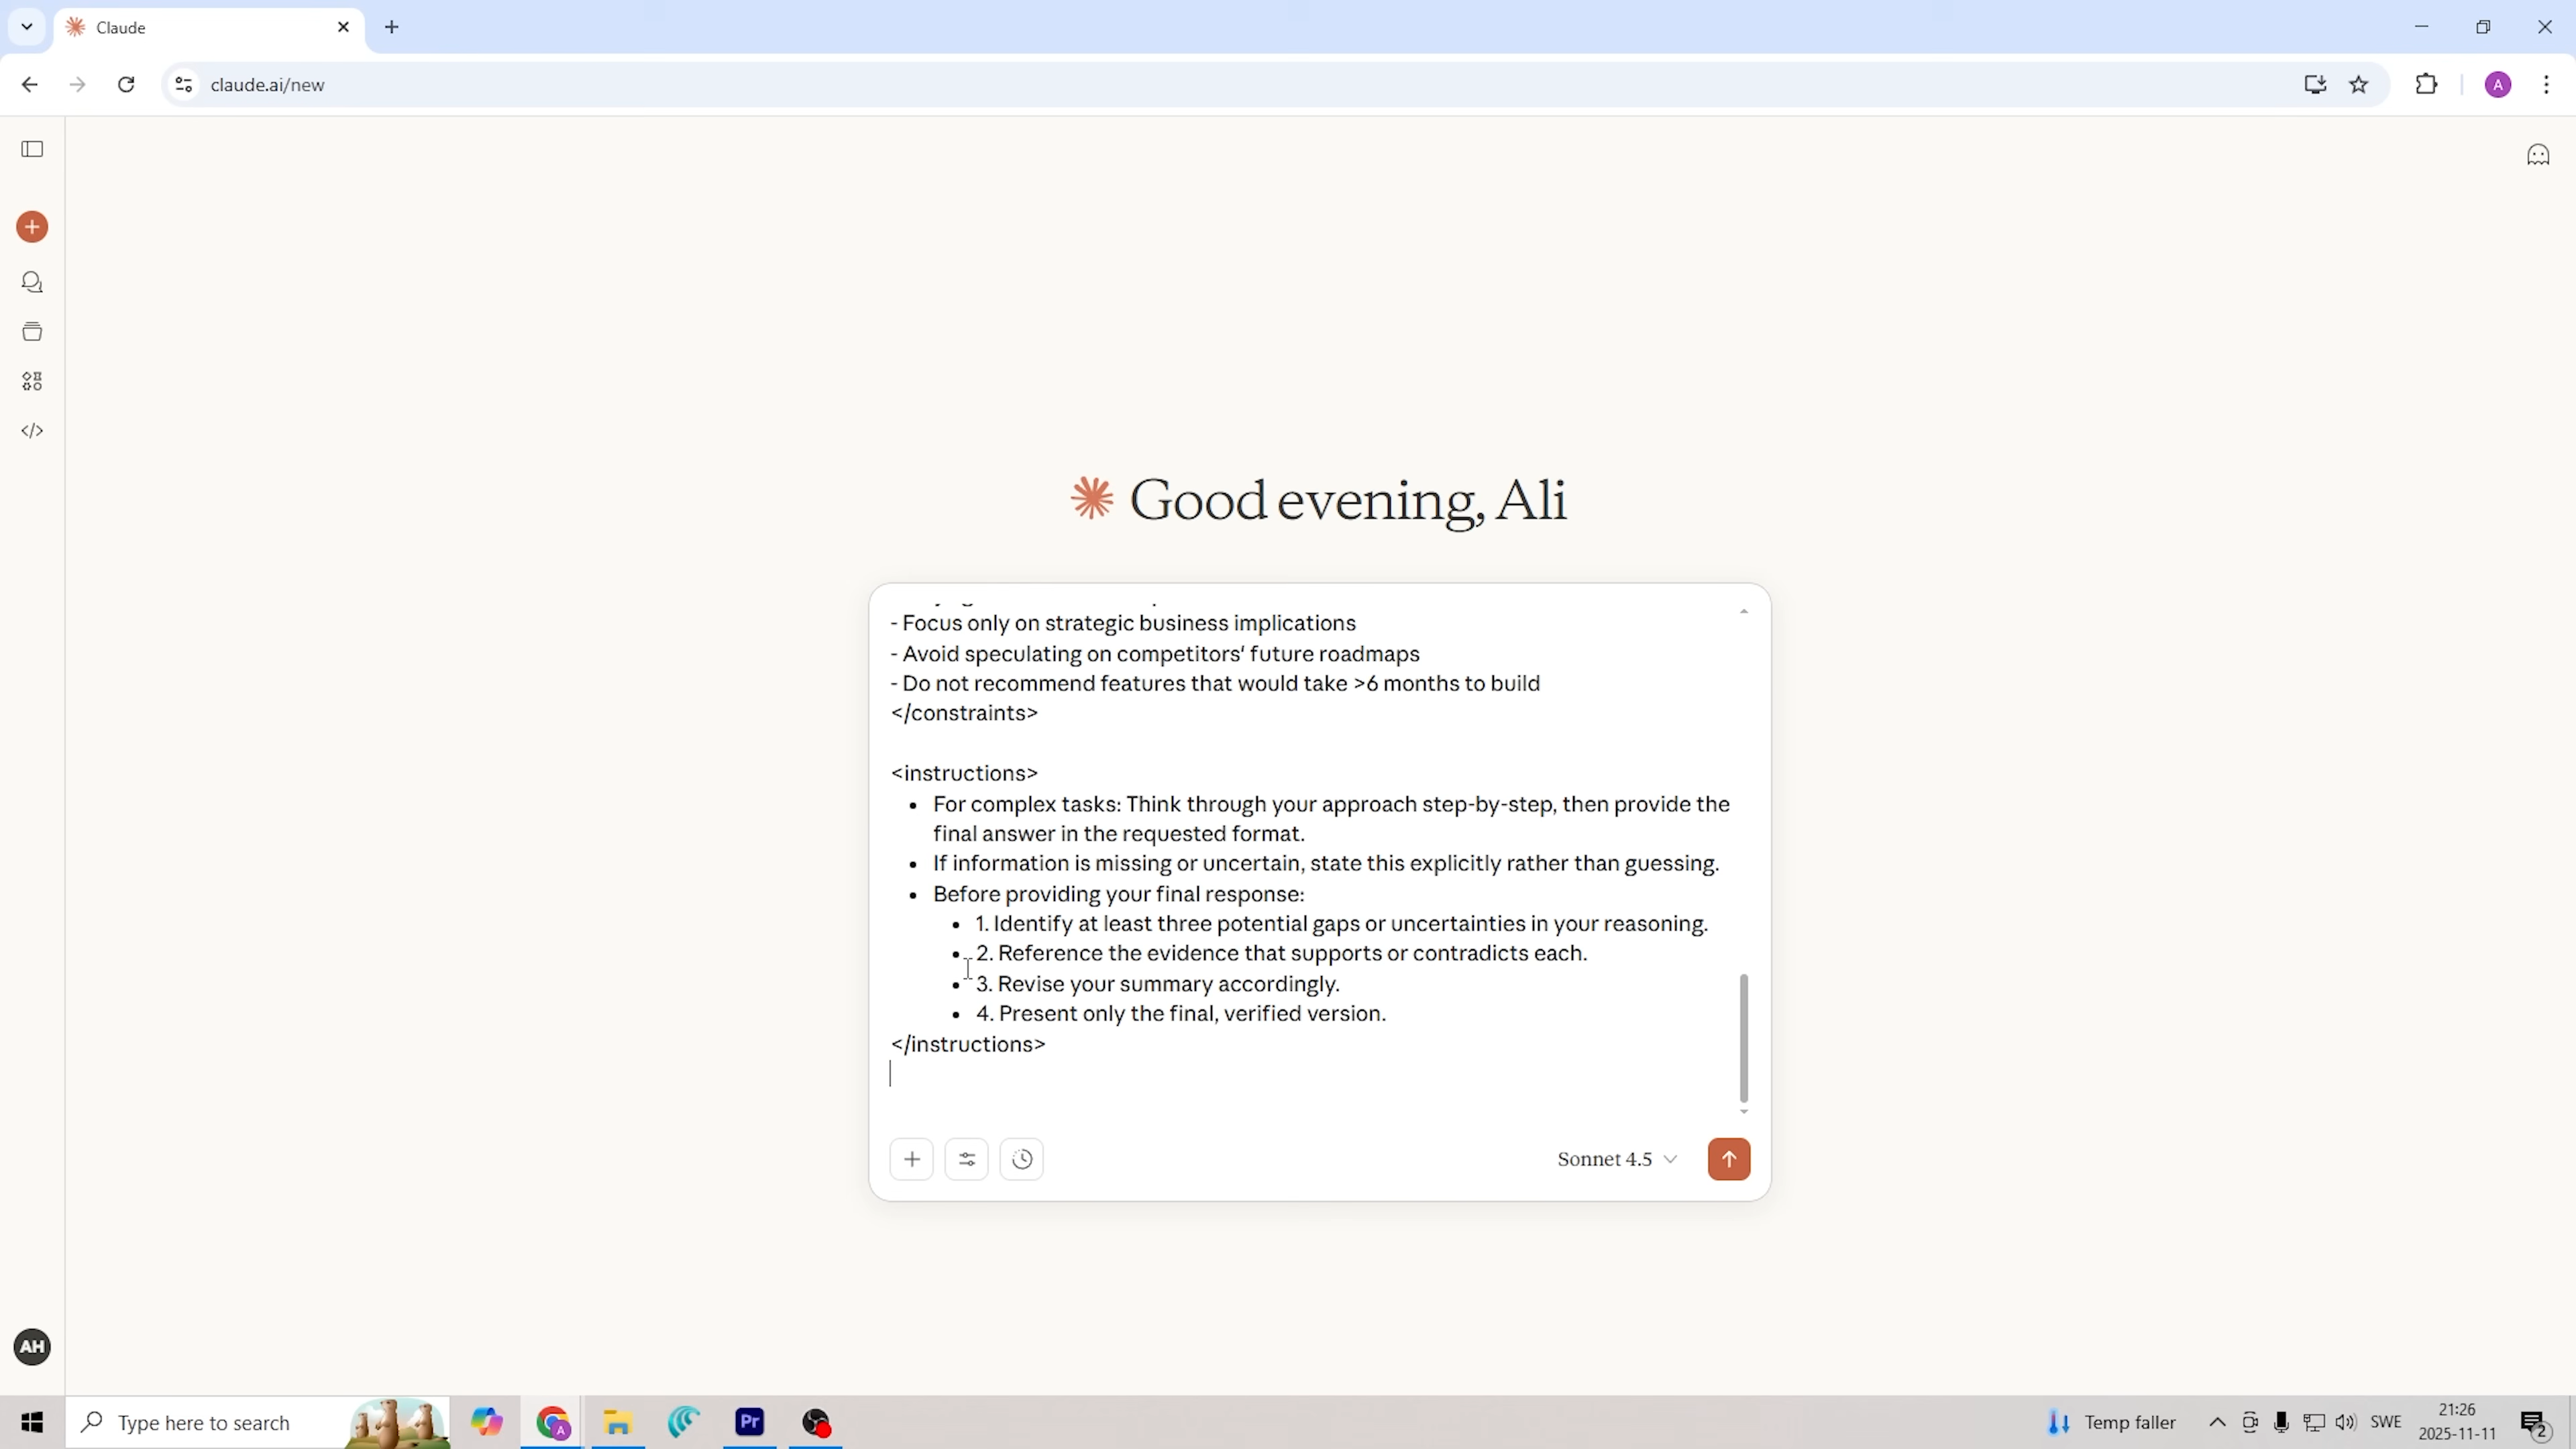 Claude
claude.ai/new
A
Good evening, Ali
- Focus only on strategic business implications
- Avoid speculating on competitors' future roadmaps
- Do not recommend features that would take >6 months to build
</constraints>
<instructions>
• For complex tasks: Think through your approach step-by-step, then provide the
final answer in the requested format.
• If information is missing or uncertain, state this explicitly rather than guessing.
• Before providing your final response:
• 1. Identify at least three potential gaps or uncertainties in your reasoning.
• 2. Reference the evidence that supports or contradicts each.
• 3. Revise your summary accordingly.
• 4. Present only the final, verified version.
</instructions>
Sonnet 4.5
AH
Type here to search
A
Pr
Temp faller
SWE
21:26
2025-11-11
2